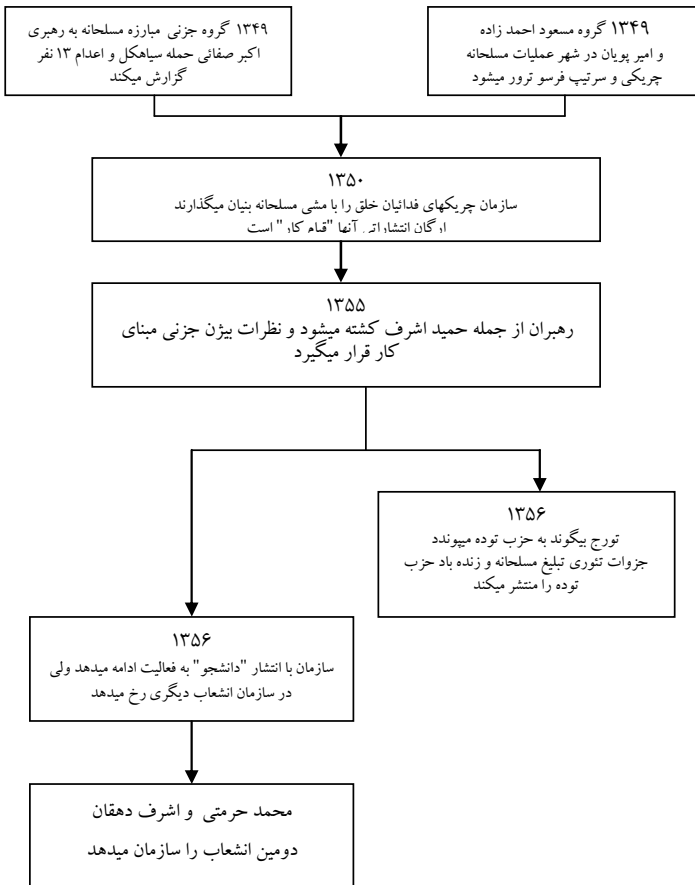 ۱۳۴۹ گروه مسعود احمد زاده
و امیر پویان در شهر عملیات مسلحانه
چریکی و سرتیپ فرسو ترور میشود
۱۳۴۹ گروه جزنی مبارزه مسلحانه به رهبری
اکبر صفائی حمله سیاهکل و اعدام ۱۳ نفر
گزارش میکند
۱۳۵۰
سازمان چریکهای فدائیان خلق را با مشی مسلحانه بنیان میگذارند
ارگان انتشاراتی آنها "قیام کار" است
۱۳۵۵
رهبران از جمله حمید اشرف کشته میشود و نظرات بیژن جزنی مبنای
کار قرار میگیرد
۱۳۵۶
تورج بیگوند به حزب توده میپوندد
جزوات تئوری تبلیغ مسلحانه و زنده باد حزب
توده را منتشر میکند
۱۳۵۶
سازمان با انتشار "دانشجو" به فعالیت ادامه میدهد ولی
در سازمان انشعاب دیگری رخ میدهد
محمد حرمتی و اشرف دهقان
دومین انشعاب را سازمان میدهد